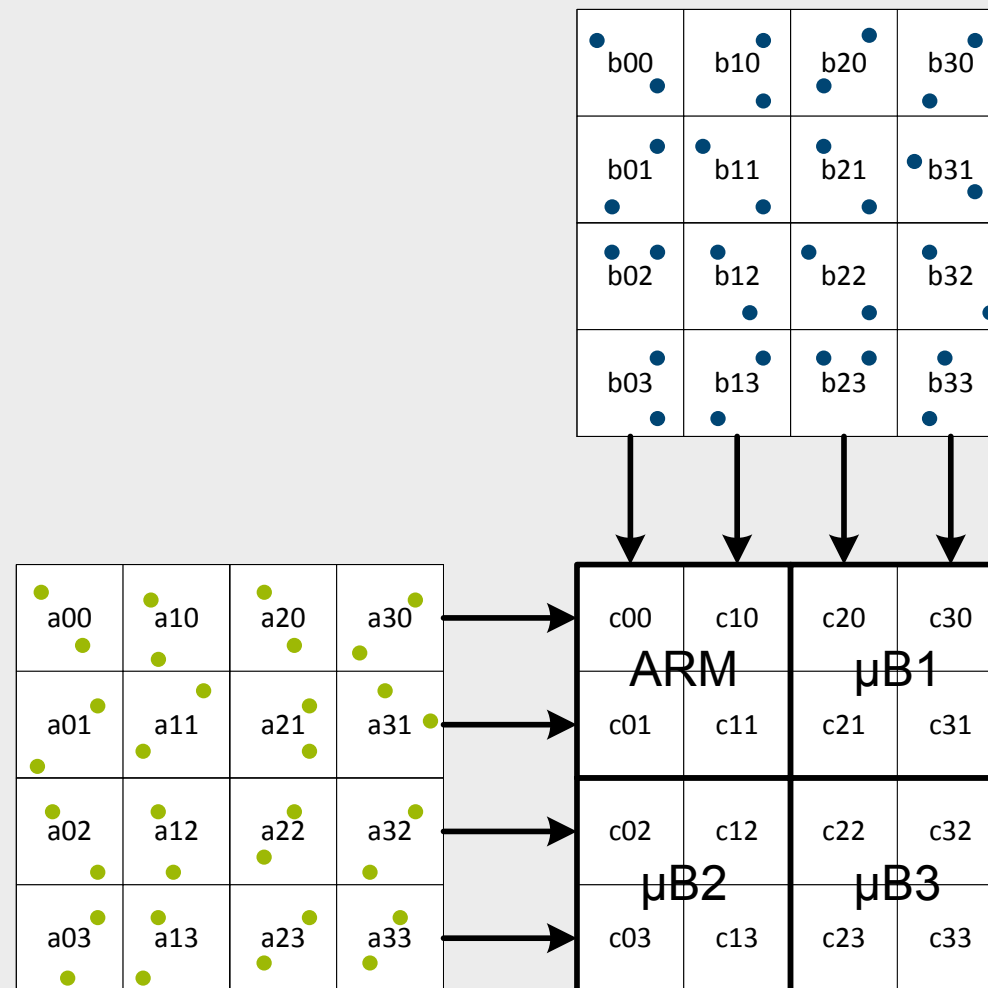 b00 b10 b20 b30
b01 b11 b21 b31
b02 b12 b22 b32
b03 b13 b23 b33
a00 a10 a20 a30
a01 a11 a21 a31
a02 a12 a22 a32
a03 a13 a23 a33
c00 c10 c20 c30
ARM µB1
c01 c11 c21 c31
c02 c12 c22 c32
µB2 µB3
c03 c13 c23 c33